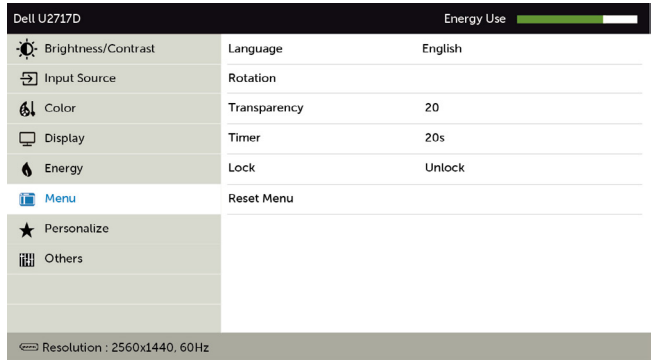 Dell U2717D Energy Use
Brightness/Contrast Language English
Input Source Rotation
Color Transparency 20
Display Timer 20s
Energy Lock Unlock
Menu Reset Menu
Personalize
Others
Resolution : 2560x1440, 60Hz